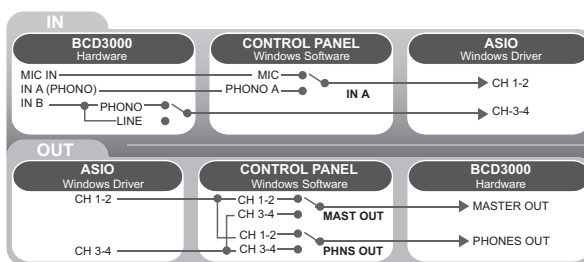 IN
BCD3000
Hardware
CONTROL PANEL
Windows Software
ASIO
Windows Driver
MIC IN
MIC
IN A (PHONO)
PHONO A
IN A
CH 1-2
IN B
PHONO
LINE
CH-3-4
OUT
ASIO
Windows Driver
CONTROL PANEL
Windows Software
BCD3000
Hardware
CH 1-2
CH 1-2
CH 3-4
MAST OUT
MASTER OUT
CH 3-4
CH 1-2
CH 3-4
PHNS OUT
PHONES OUT